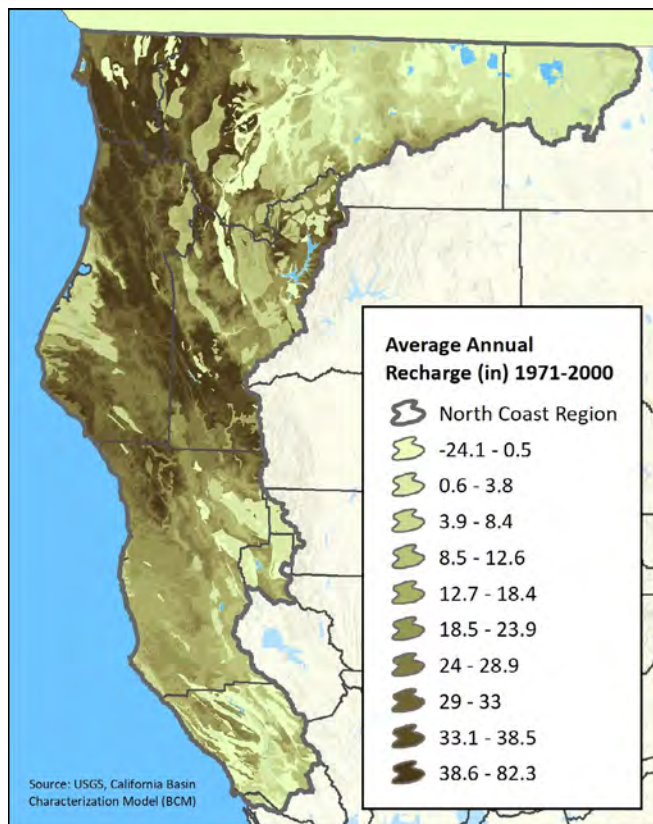 Average Annual
Recharge (in) 1971-2000
North Coast Region
-24.1 - 0.5
0.6 - 3.8
3.9 - 8.4
8.5 - 12.6
12.7 - 18.4
18.5 - 23.9
24 - 28.9
29 - 33
33.1 - 38.5
38.6 - 82.3
Source: USGS, California Basin
Characterization Model (BCM)